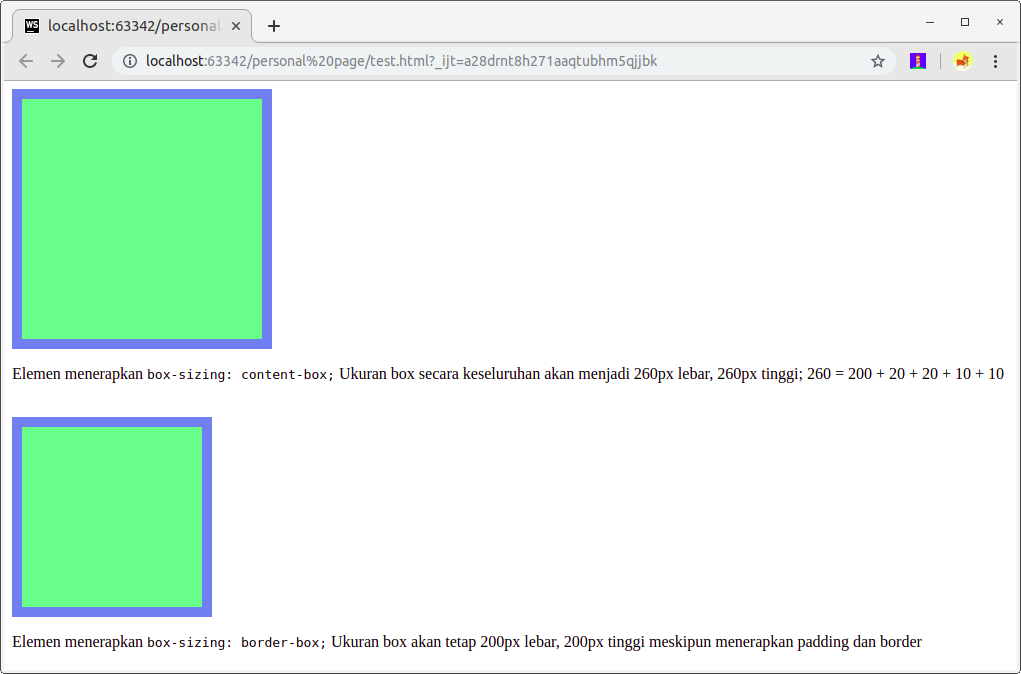 WS localhost:63342/personal
localhost:63342/personal%20page/test.html?_ijt=a28drnt8h271aaqtubhm5qjjbk
Elemen menerapkan box-sizing: content-box; Ukuran box secara keseluruhan akan menjadi 260px lebar, 260px tinggi; 260 = 200 + 20 + 20 + 10 + 10
Elemen menerapkan box-sizing: border-box; Ukuran box akan tetap 200px lebar, 200px tinggi meskipun menerapkan padding dan border